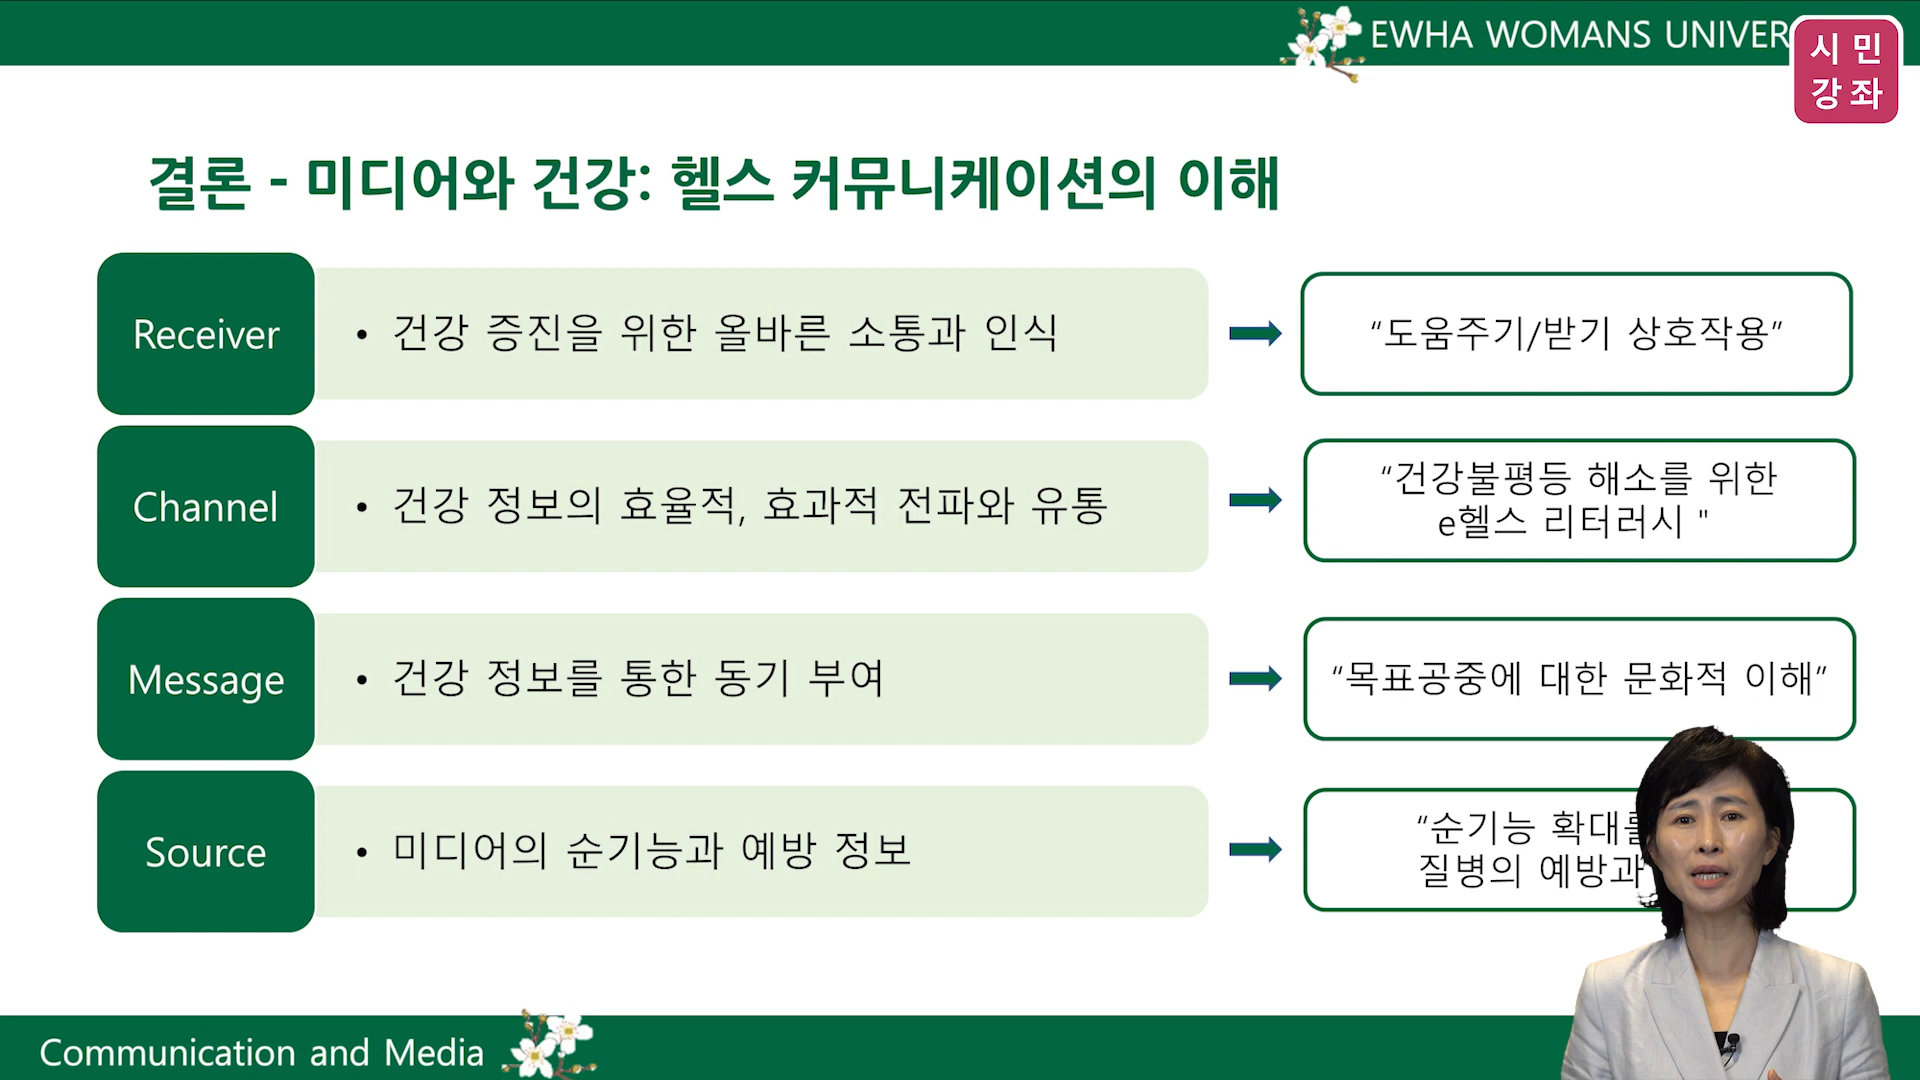 EWHA WOMANS
시민
강좌
결론 - 미디어와 건강: 헬스 커뮤니케이션의 이해
Receiver
• 건강 증진을 위한 올바른 소통과 인식
“도움주기/받기 상호작용”
Channel
• 건강 정보의 효율적, 효과적 전파와 유통
“건강불평등 해소를 위한
e헬스 리터러시 "
Message
• 건강 정보를 통한 동기 부여
“목표공중에 대한 문화적 이해”
Source
• 미디어의 순기능과 예방 정보
“순기능
질병의 예방과
Communication and Media